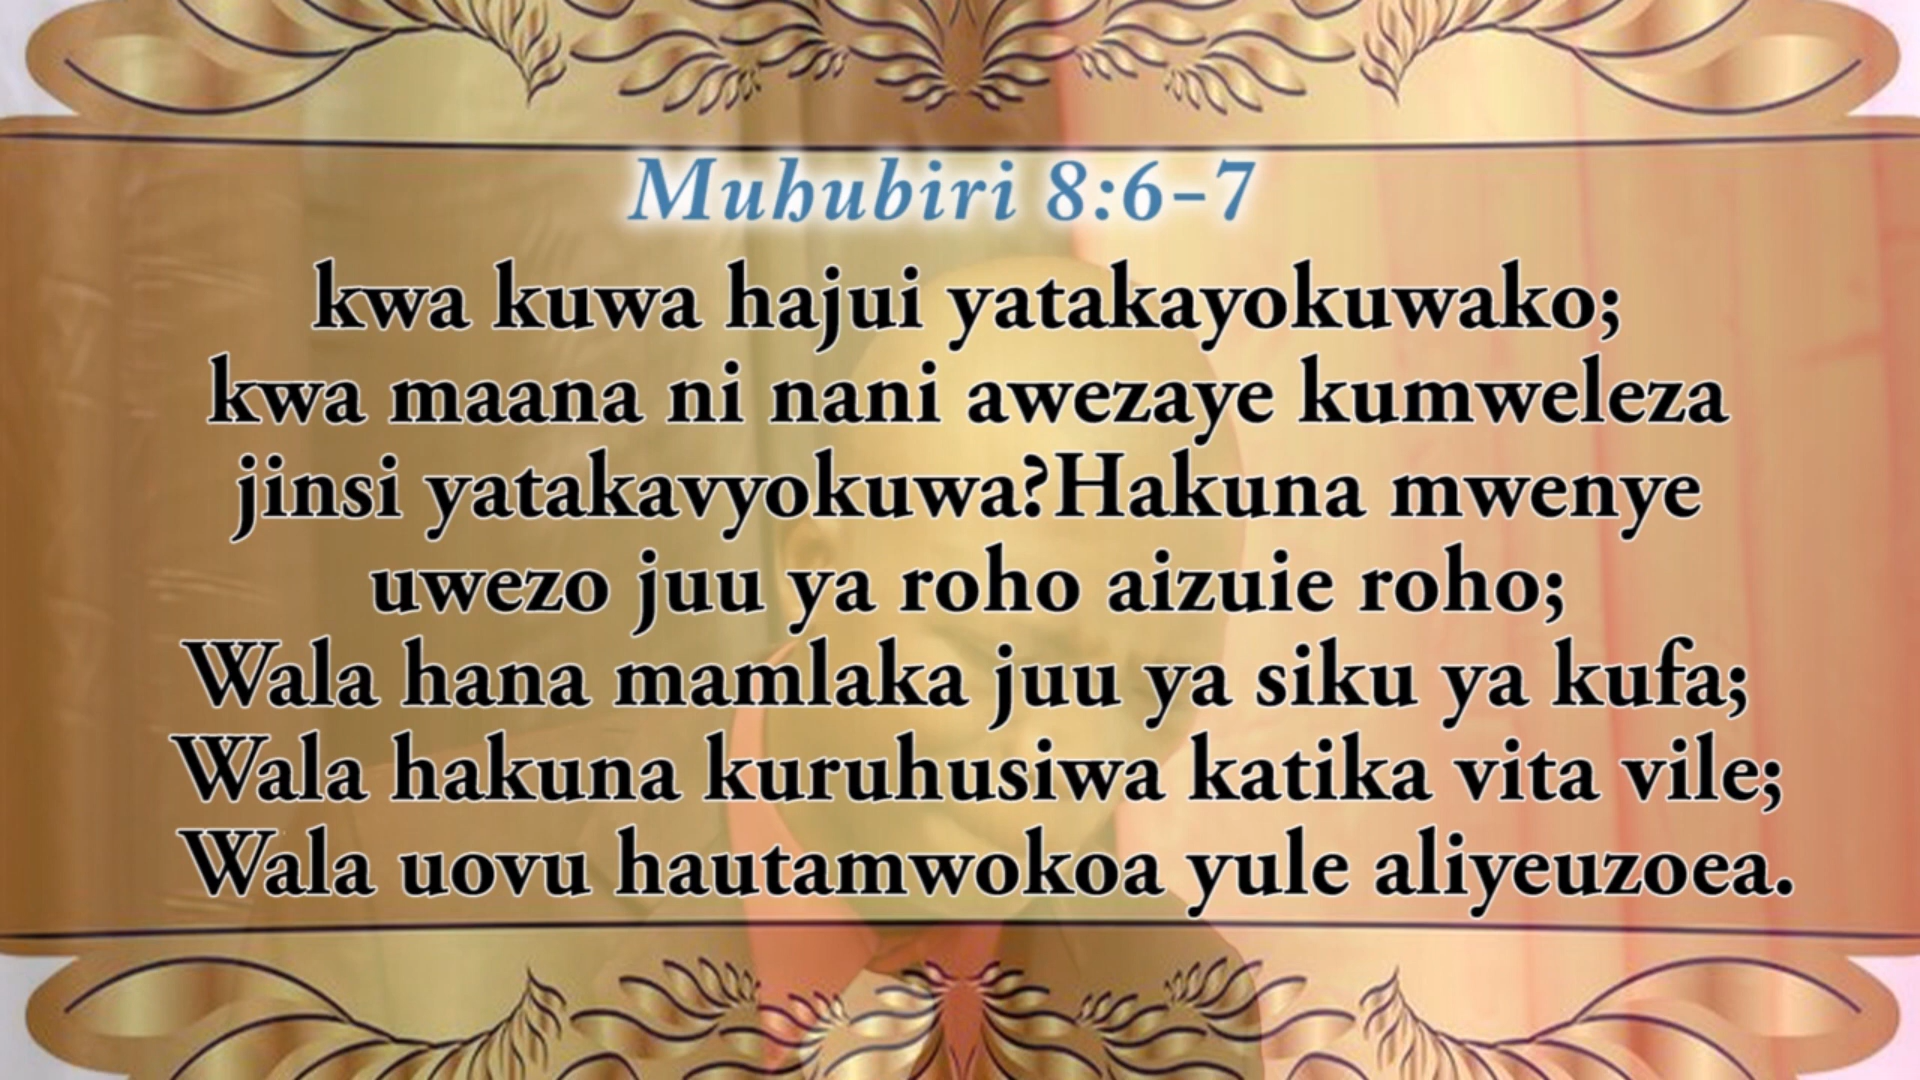 Muhubiri 8:6-7
kwa kuwa hajui yatakayokuwako;
kwa maana ni nani awezaye kumweleza
jinsi yatakavyokuwa?Hakuna mwenye
uwezo juu ya roho aizuie roho;
Wala hana mamlaka juu ya siku ya kufa;
Wala hakuna kuruhusiwa katika vita vile;
Wala uovu hautamwokoa yule aliyeuzoea.